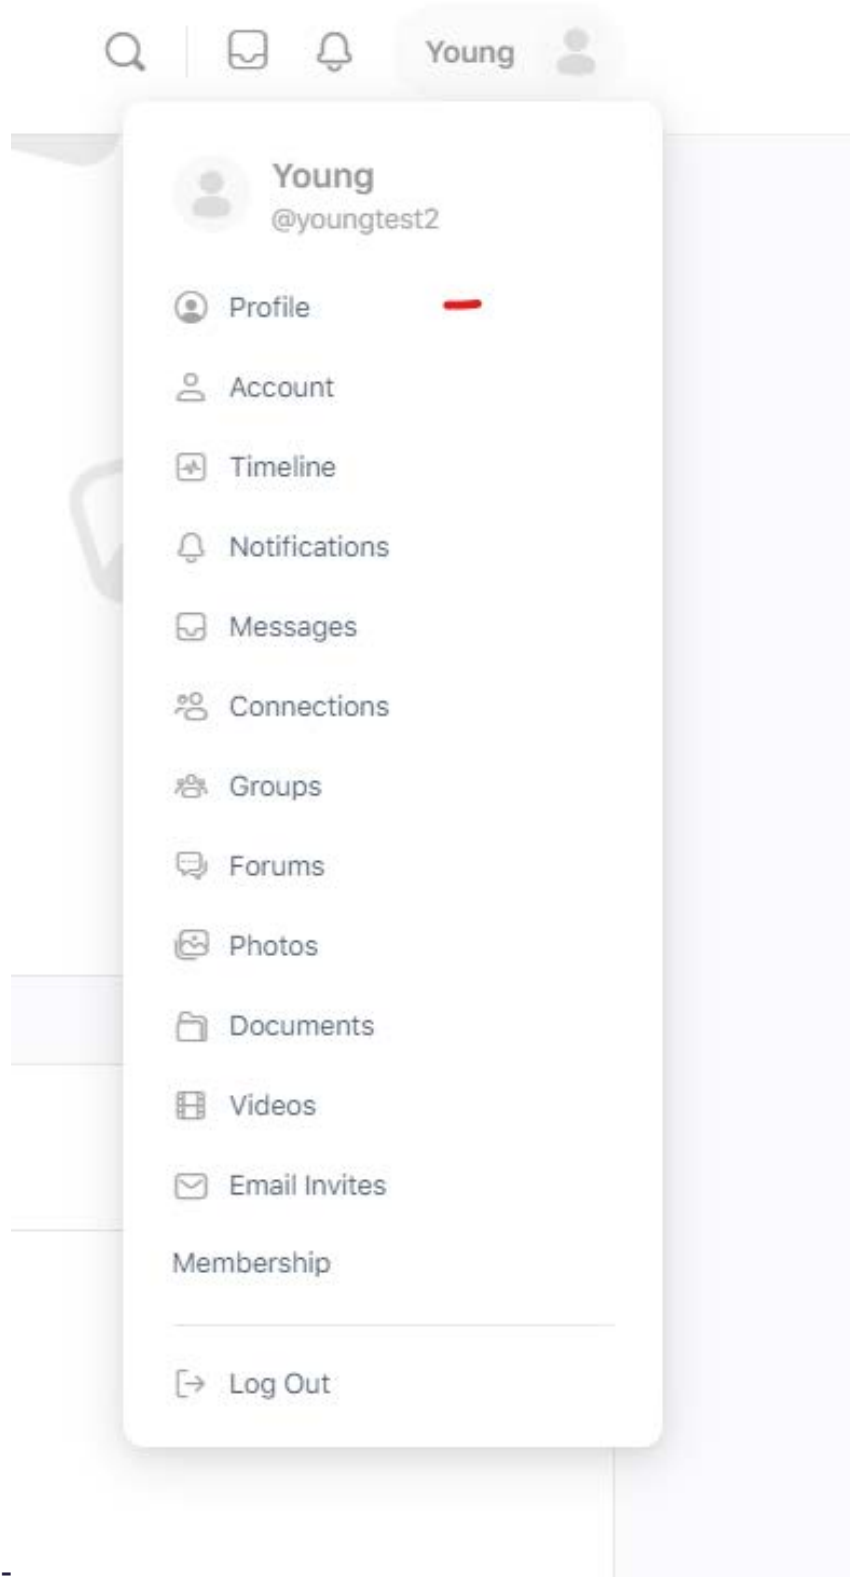 Young
Young
@youngtest2
Profile
Account
Timeline
Notifications
Messages
Connections
Groups
Forums
Photos
Documents
Videos
Email Invites
Membership
Log Out
-